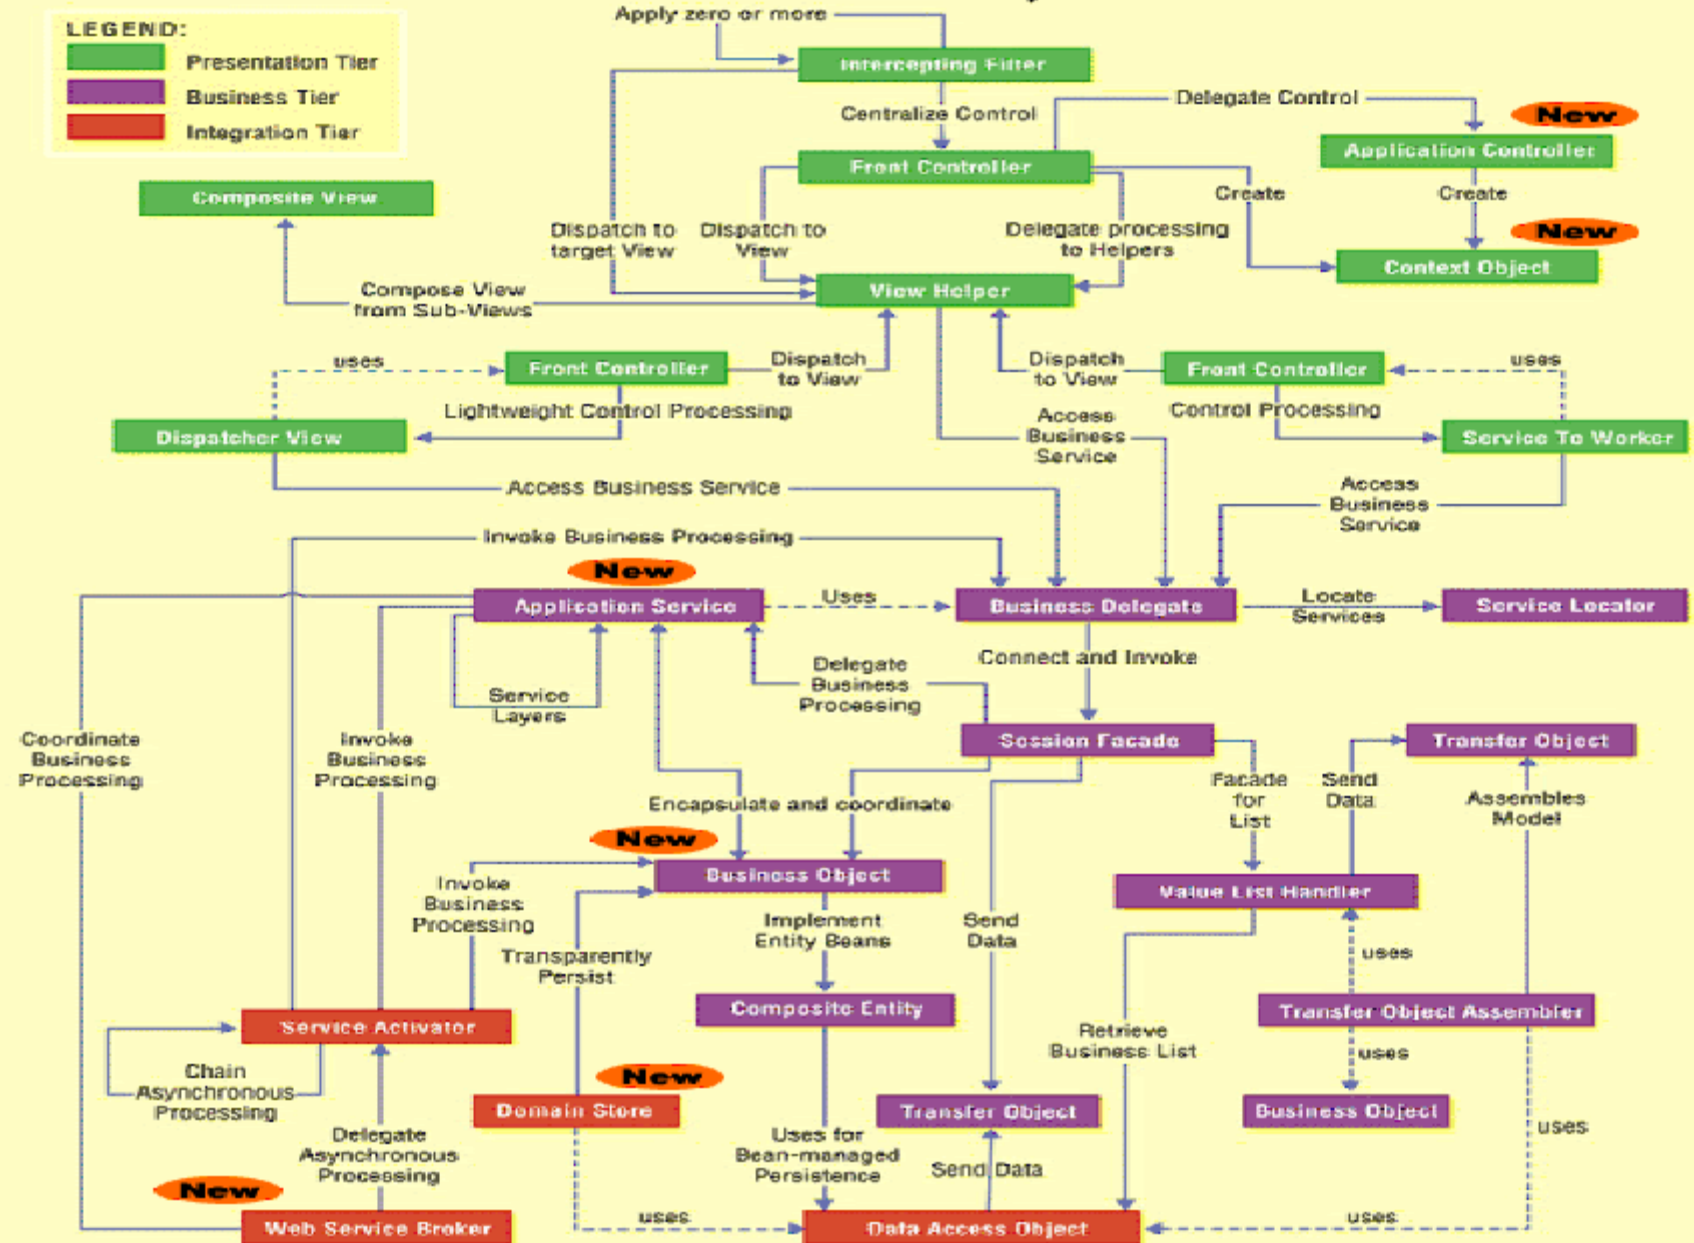 LEGEND:
Presentation Tier
Business Tier
Integration Tier
Apply zero or more
Intercepting Filter
Centralize Control
Delegate Control
New
Application Controller
Front Controller
Composite View
Create
Create
New
Dispatch to
target View
Dispatch to
View
Delegate processing
to Helpers
Context Object
View Helper
Compose View
from Sub-Views
uses
Front Controller
Dispatch
to View
Dispatch
to View
Front Controller
uses
Lightweight Control Processing
Access
Business
Service
Control Processing
Dispatcher View
Service To Worker
Access Business Service
Access
Business
Service
Invoke Business Processing
New
Application Service
Uses
Business Delegate
Locate
Services
Service Locator
Connect and Invoke
Delegate
Business
Processing
Service
Layers
Coordinate
Business
Processing
Invoke
Business
Processing
Session Facade
Transfer Object
Facade
for
List
Send
Data
Assembles
Model
Encapsulate and coordinate
New
Business Object
Invoke
Business
Processing
Value List Handler
Implement
Entity Beans
Send
Data
Transparently
Persist
uses
Composite Entity
Transfer Object Assembler
Service Activator
Retrieve
Business List
uses
Chain
Asynchronous
Processing
New
Domain Store
Transfer Object
Business Object
Delegate
Asynchronous
Processing
Uses for
Bean-managed
Persistence
Send Data
uses
New
Web Service Broker
uses
Data Access Object
uses